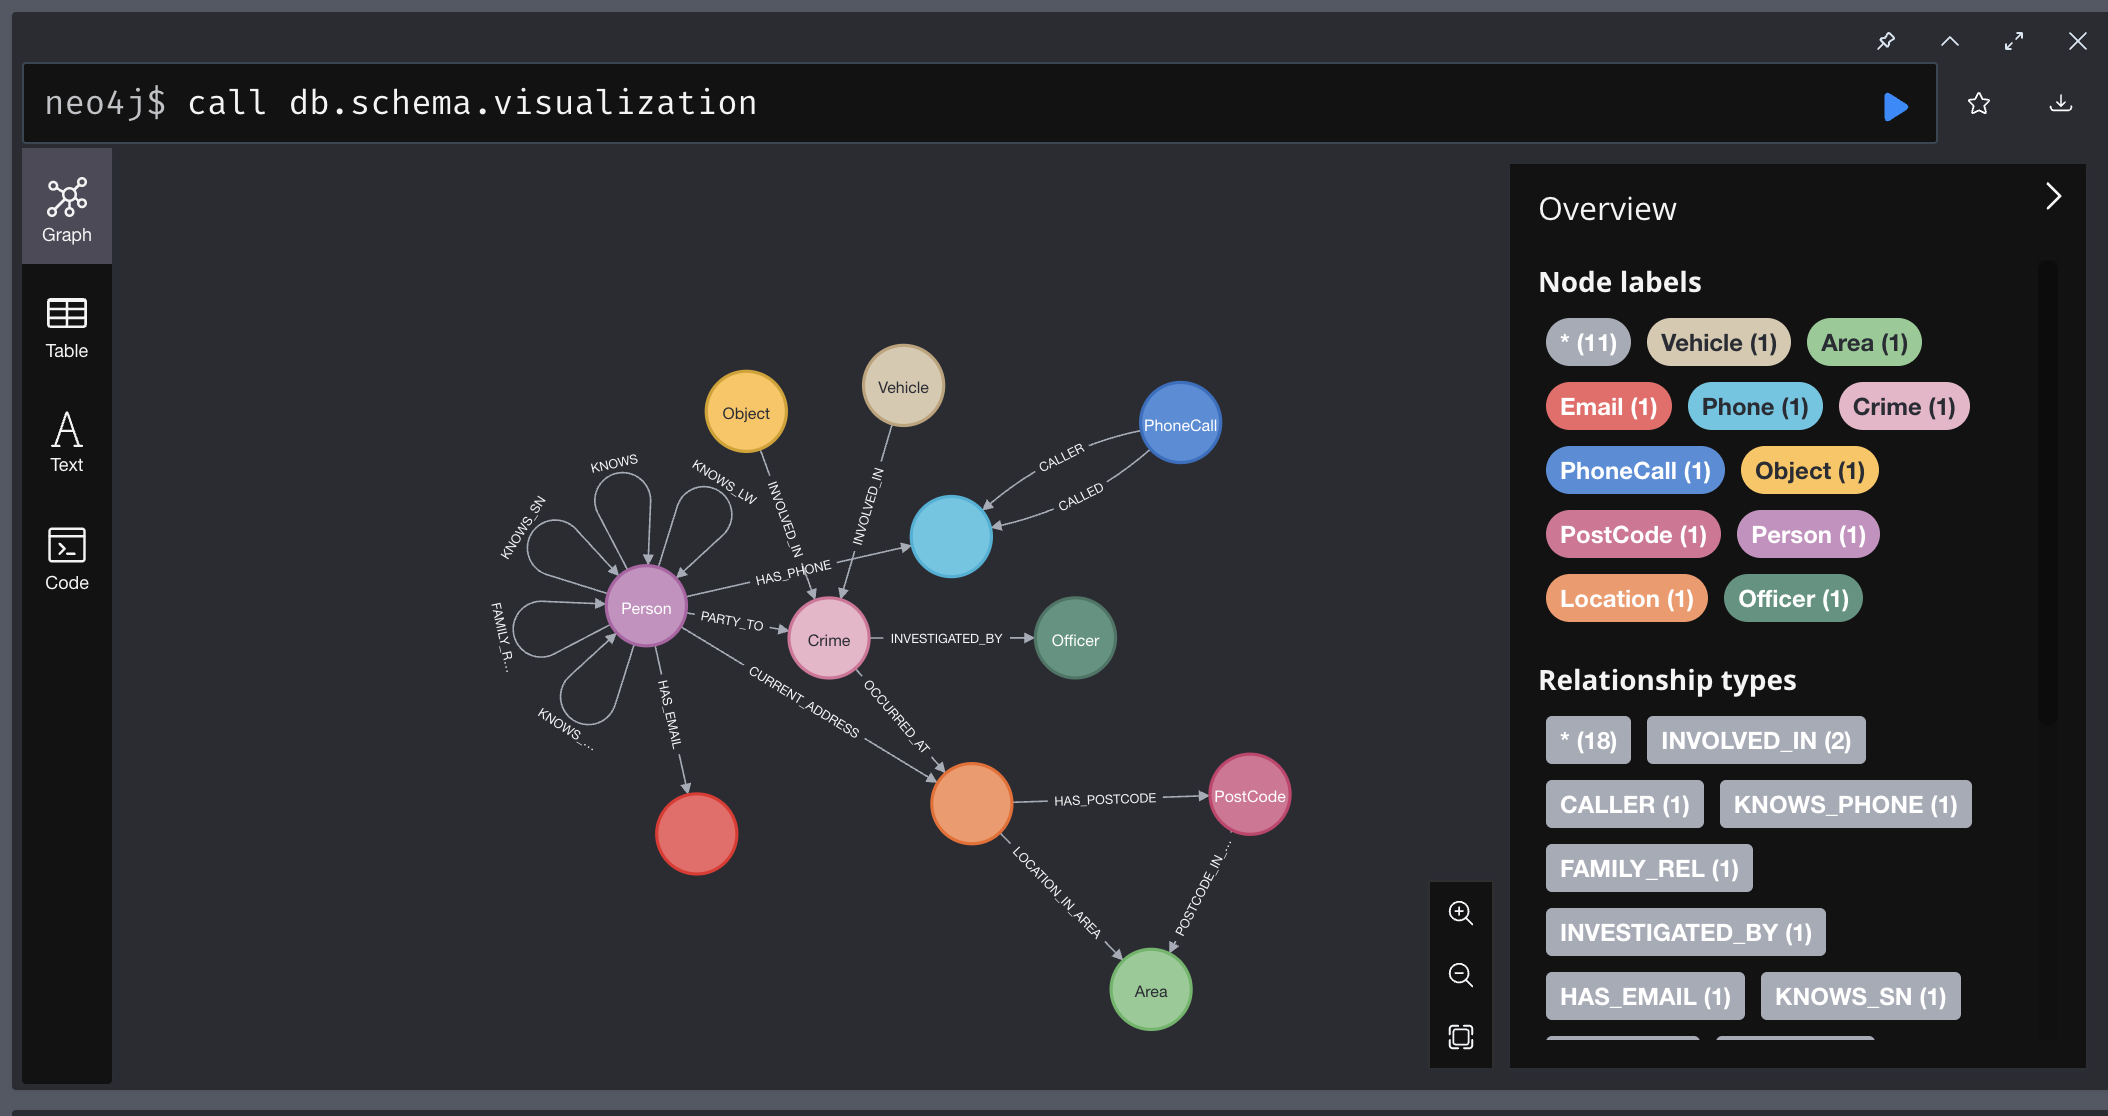 neo4j$ call db.schema.visualization
Graph
Table
Text
Code
Object
Vehicle
PhoneCall
CALLER
CALLED
KNOWS
KNOWS_LW
KNOWS_SN
INVOLVED_IN
INVOLVED_IN
HAS_PHONE
Person
PARTY_TO
Crime
INVESTIGATED_BY
Officer
FAMILY_R...
KNOWS_...
HAS_EMAIL
CURRENT_ADDRESS
OCCURRED_AT
HAS_POSTCODE
PostCode
LOCATION_IN_AREA
POSTCODE_IN_...
Area
Overview
Node labels
* (11) Vehicle (1) Area (1)
Email (1) Phone (1) Crime (1)
PhoneCall (1) Object (1)
PostCode (1) Person (1)
Location (1) Officer (1)
Relationship types
* (18) INVOLVED_IN (2)
CALLER (1) KNOWS_PHONE (1)
FAMILY_REL (1)
INVESTIGATED_BY (1)
HAS_EMAIL (1) KNOWS_SN (1)